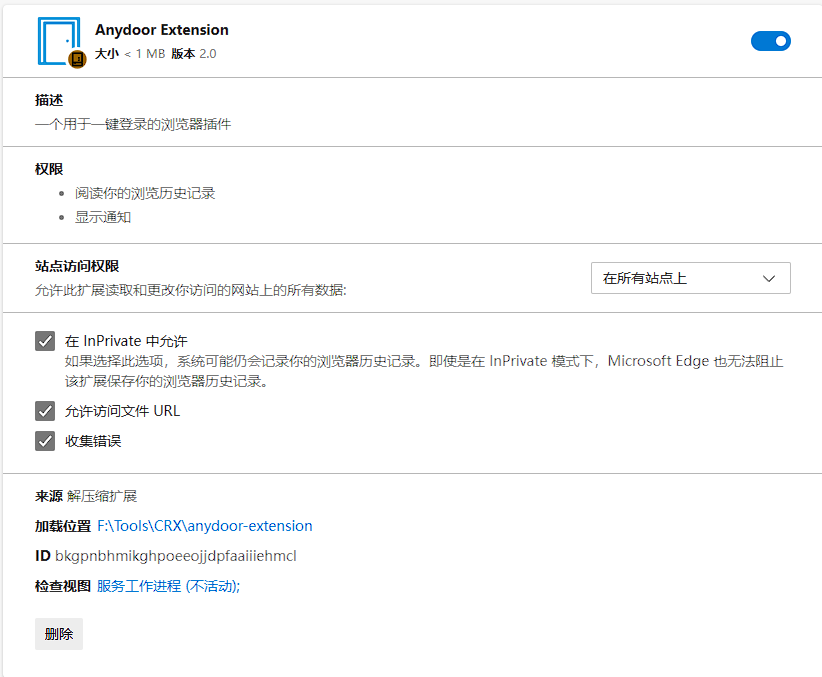 Anydoor Extension
大小 < 1 MB 版本 2.0
描述
一个用于一键登录的浏览器插件
权限
阅读你的浏览历史记录
显示通知
站点访问权限
允许此扩展读取和更改你访问的网站上的所有数据:
在所有站点上
在 InPrivate 中允许
如果选择此选项，系统可能仍会记录你的浏览器历史记录。即使是在 InPrivate 模式下，Microsoft Edge 也无法阻止
该扩展保存你的浏览器历史记录。
允许访问文件 URL
收集错误
来源 解压缩扩展
加载位置 F:\Tools\CRX\anydoor-extension
ID bkgpnbhmikghpoeeojjdpfaaiiiehmcl
检查视图 服务工作进程 (不活动);
删除